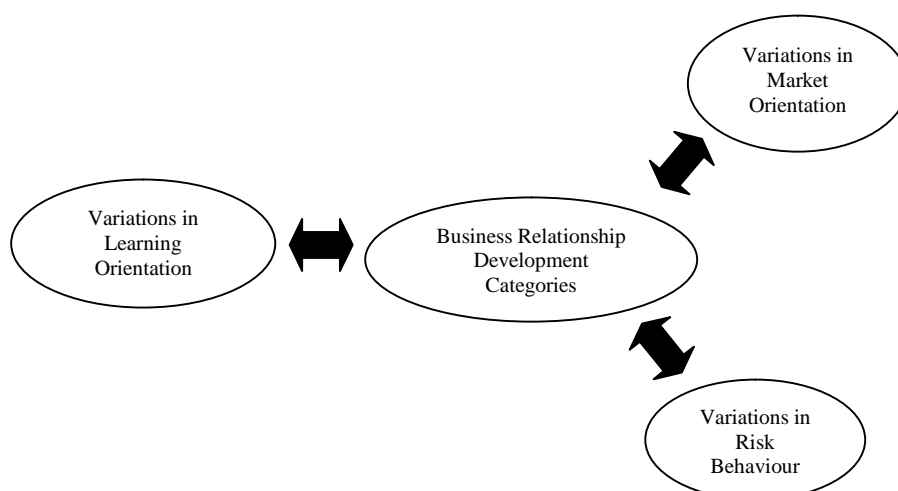 Variations in
Market
Orientation
Variations in
Learning
Orientation
Business Relationship
Development
Categories
Variations in
Risk
Behaviour